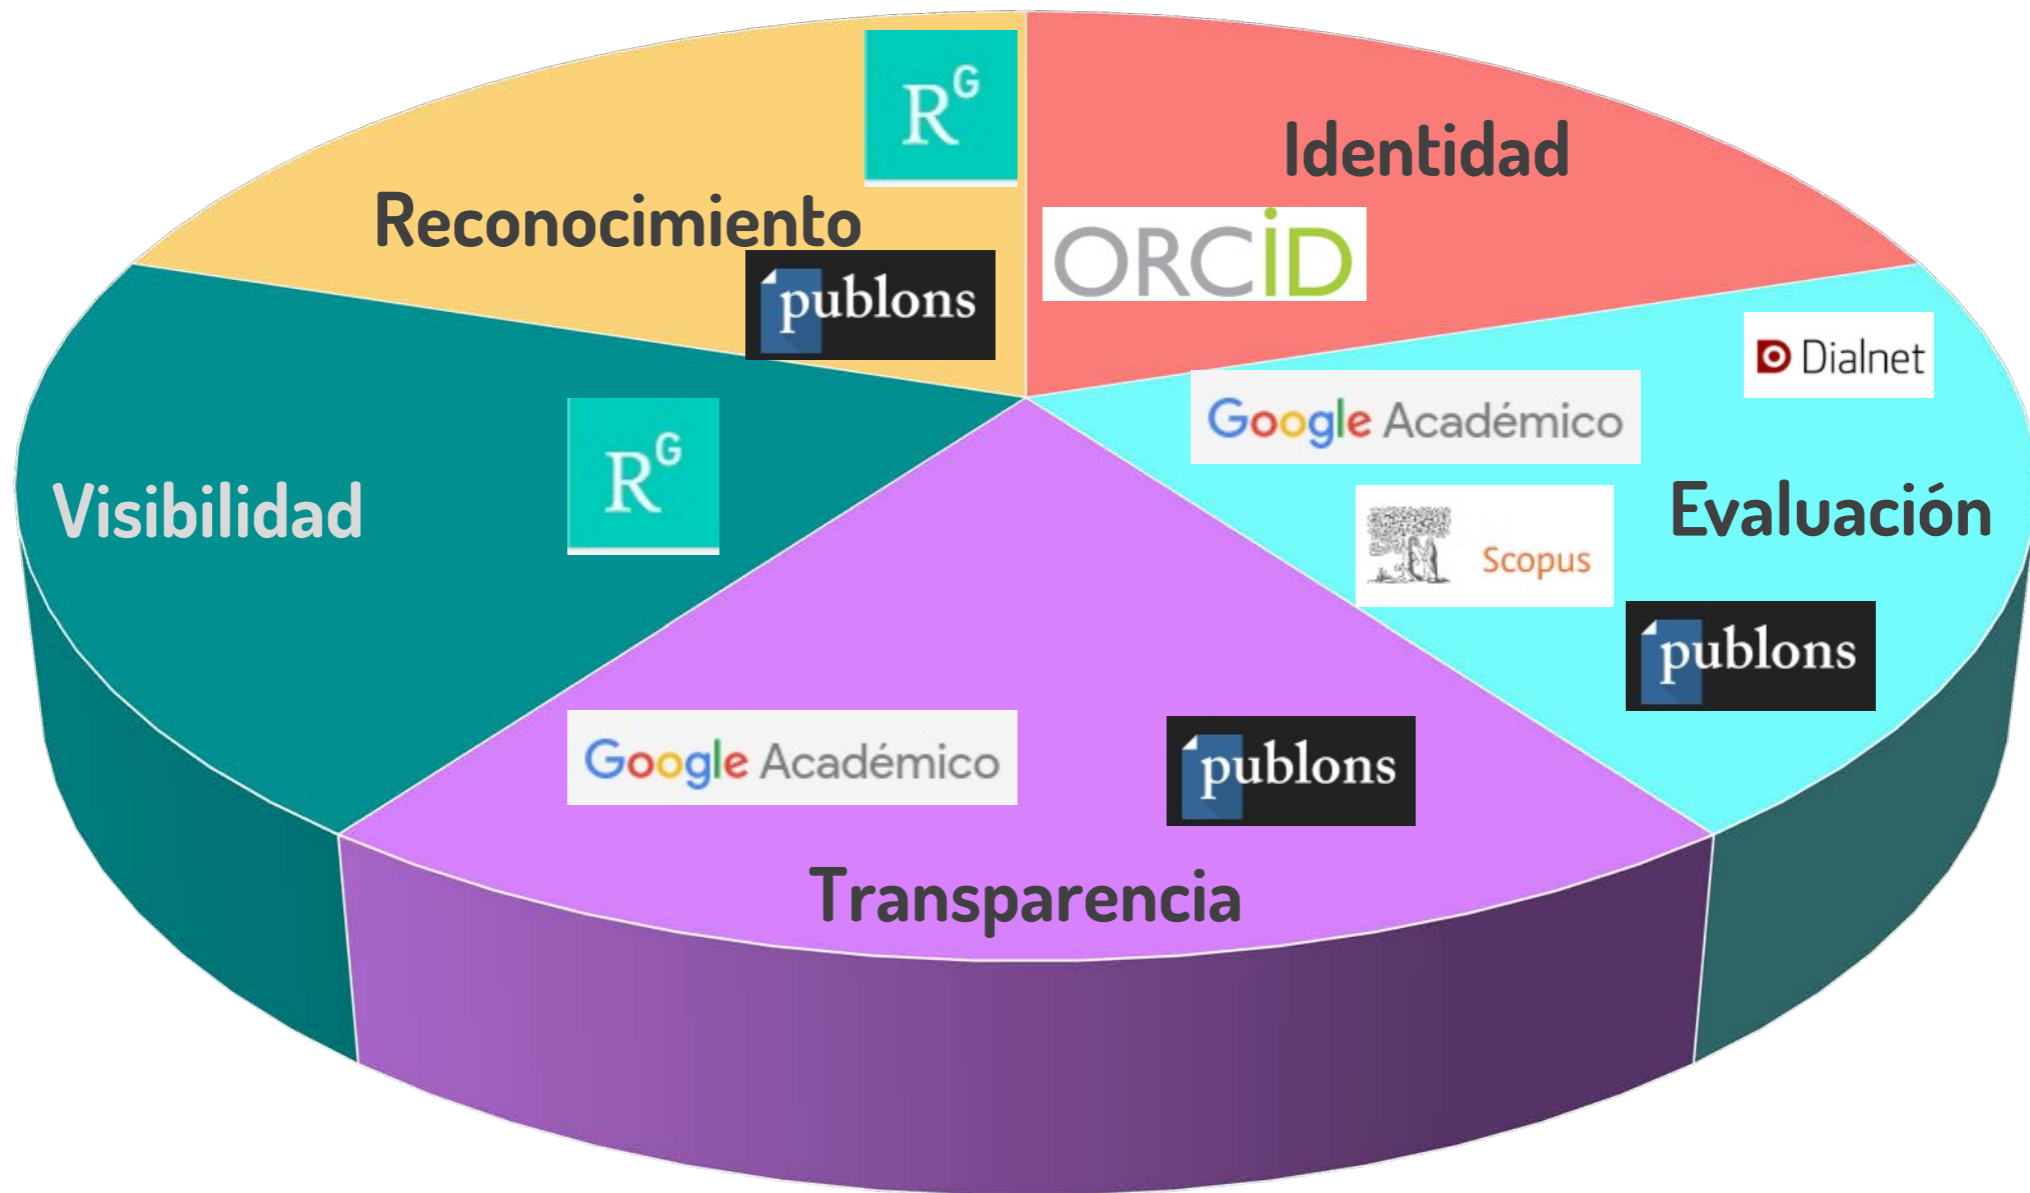 RG
Identidad
Reconocimiento
ORCID
publons
Dialnet
Google Académico
RG
Visibilidad
Evaluación
Scopus
publons
Google Académico
publons
Transparencia